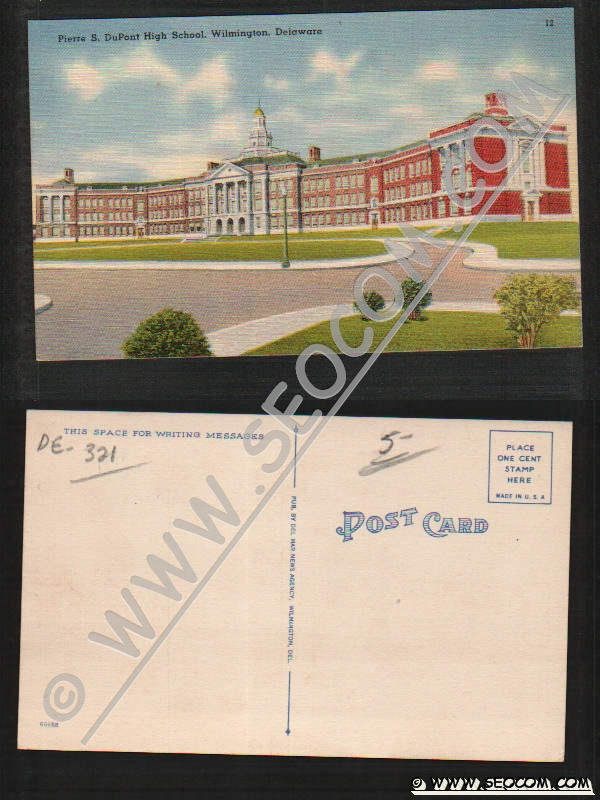 Pierre S. DuPont High School, Wilmington, Delaware
12
© WWW.SEOCOM.COM
THIS SPACE FOR WRITING MESSAGES
DE-321
5-
PLACE
ONE CENT
STAMP
HERE
MADE IN U.S.A
POST CARD
PUB. BY DEL MAR NEWS AGENCY, WILMINGTON, DEL.
© WWW.SEOCOM.COM